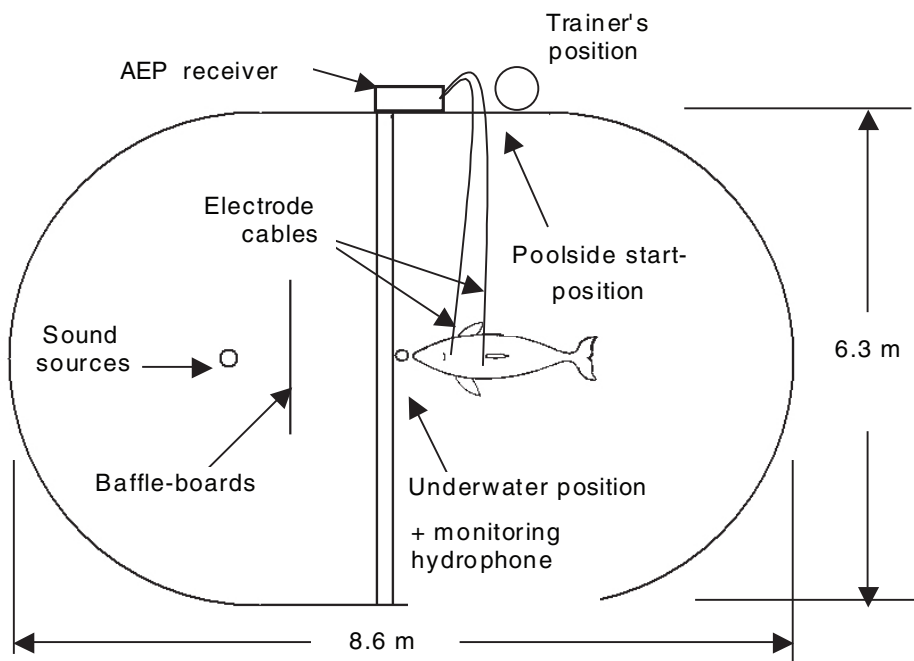 Trainer's
position
AEP receiver
Electrode
cables
Poolside start-
position
Sound
sources
6.3 m
Baffle-boards
Underwater position
+ monitoring
hydrophone
8.6 m